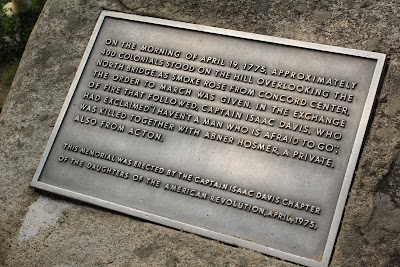 ON THE MORNING OF APRIL 19, 1775, APPROXIMATELY
400 COLONIALS STOOD ON THE HILL OVERLOOKING THE
NORTH BRIDGE AS SMOKE ROSE FROM CONCORD CENTER.
THE ORDER TO MARCH WAS GIVEN. IN THE EXCHANGE
OF FIRE THAT FOLLOWED, CAPTAIN ISAAC DAVIS, WHO
HAD EXCLAIMED "I HAVEN'T A MAN WHO IS AFRAID TO GO",
WAS KILLED TOGETHER WITH ABNER HOSMER, A PRIVATE,
ALSO FROM ACTON.
THIS MEMORIAL WAS ERECTED BY THE CAPTAIN ISAAC DAVIS CHAPTER
OF THE DAUGHTERS OF THE AMERICAN REVOLUTION, APRIL, 1975.